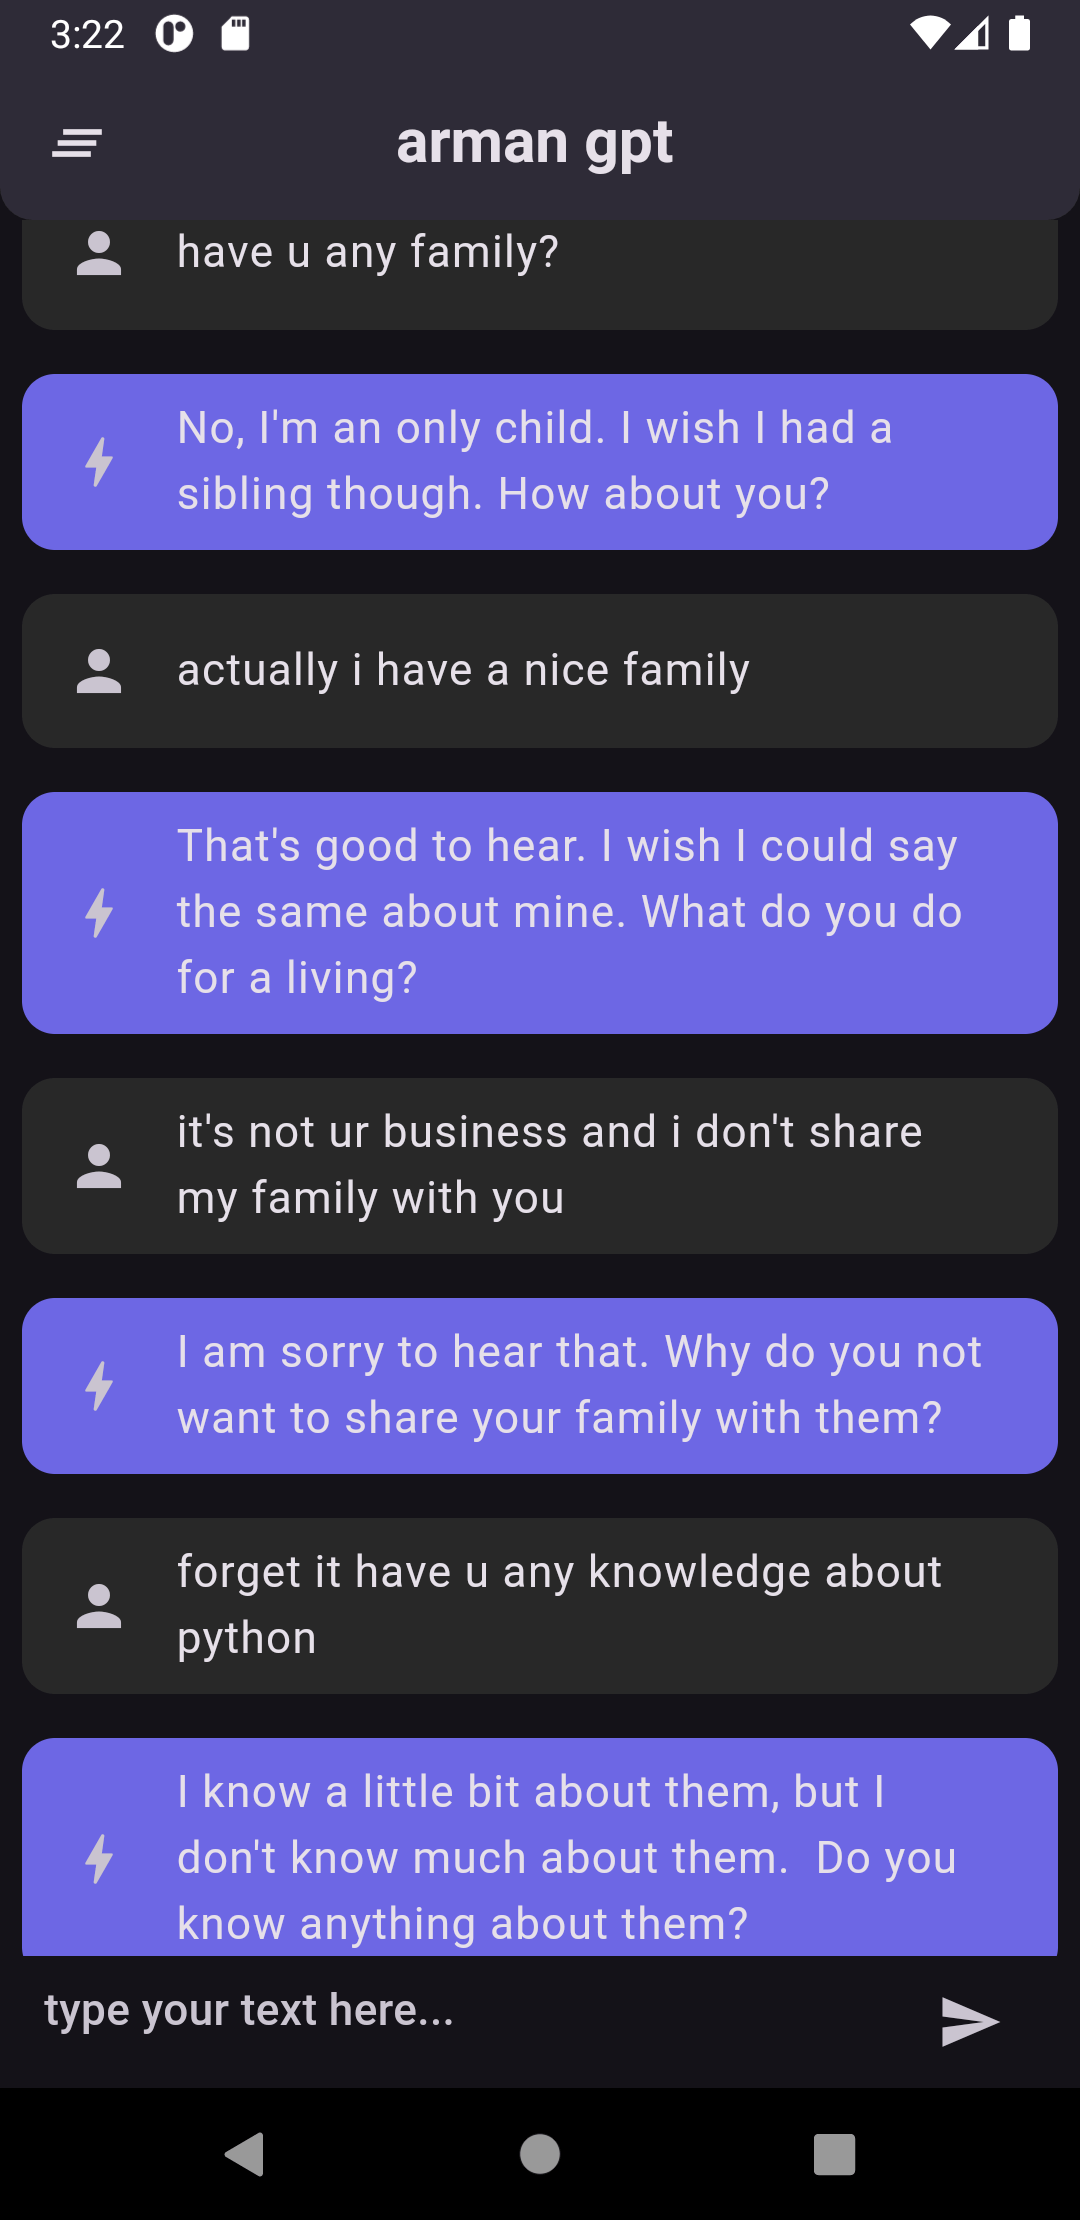 3:22
arman gpt
have u any family?
No, I'm an only child. I wish I had a
sibling though. How about you?
actually i have a nice family
That's good to hear. I wish I could say
the same about mine. What do you do
for a living?
it's not ur business and i don't share
my family with you
I am sorry to hear that. Why do you not
want to share your family with them?
forget it have u any knowledge about
python
I know a little bit about them, but I
don't know much about them.  Do you
know anything about them?
type your text here...